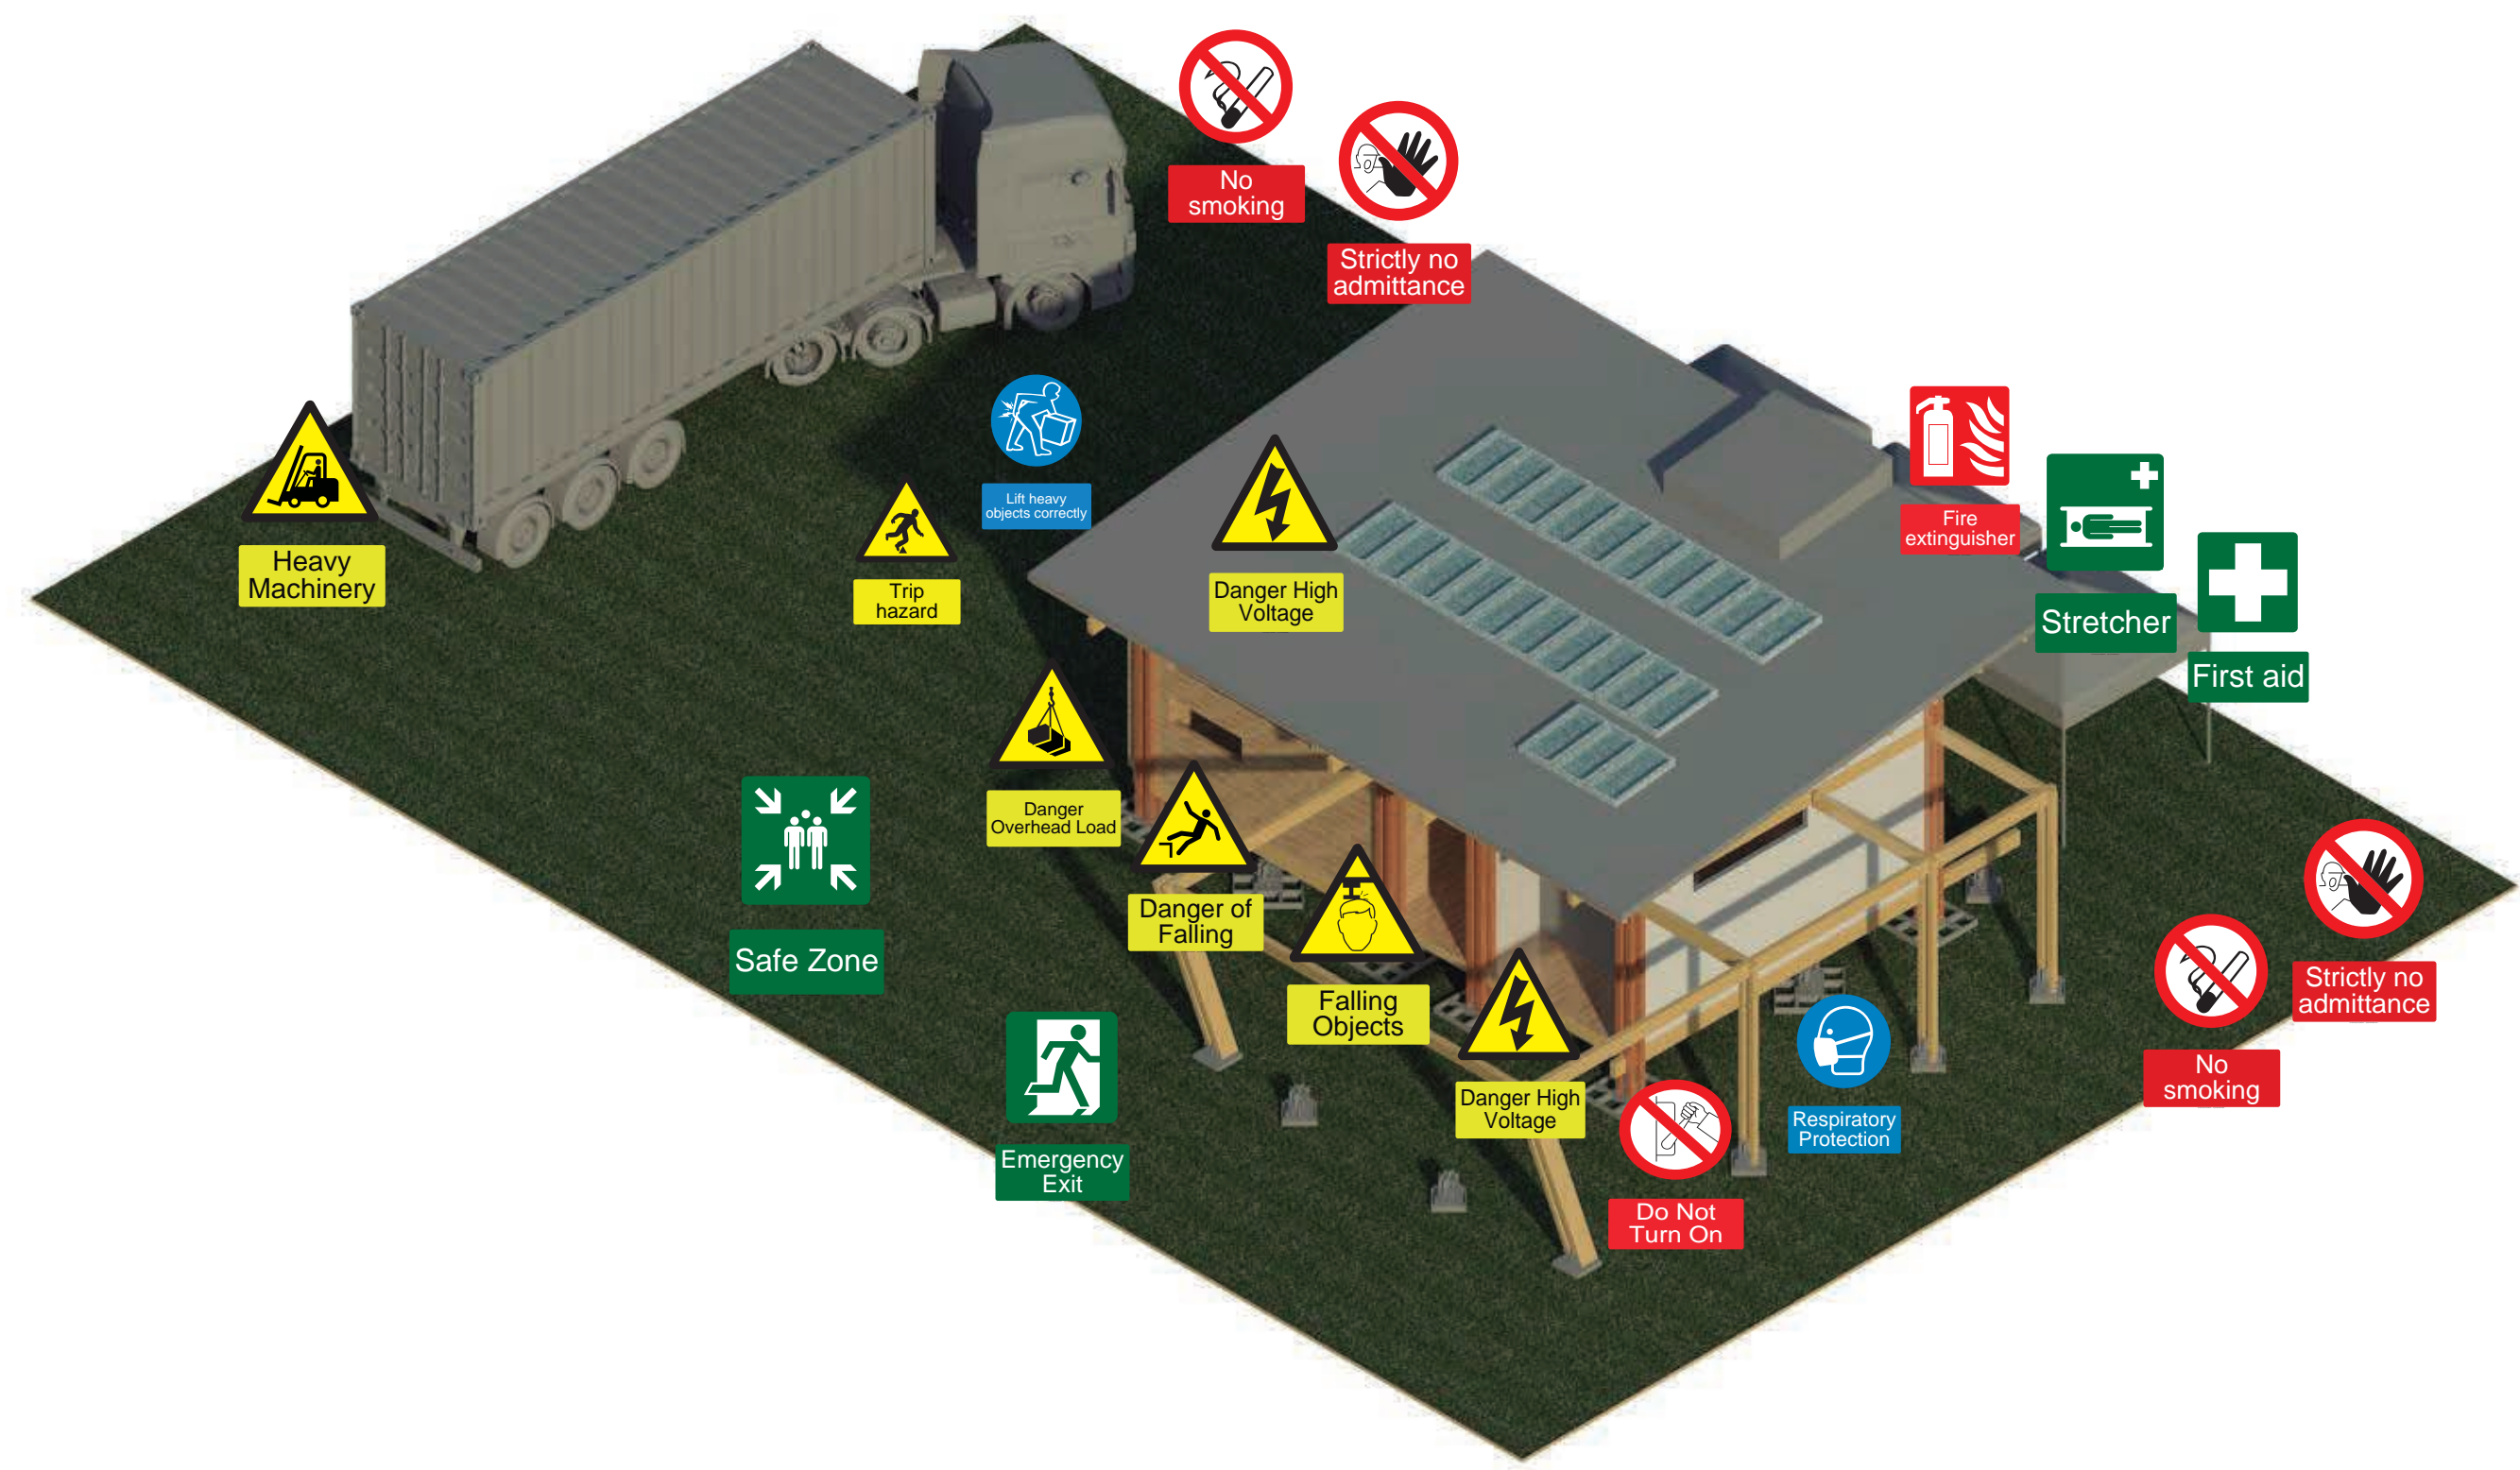 No
smoking
Strictly no
admittance
Lift heavy
objects correctly
Heavy
Machinery
Trip
hazard
Danger High
Voltage
Fire
extinguisher
Stretcher
First aid
Danger
Overhead Load
Danger of
Falling
Safe Zone
Falling
Objects
Strictly no
admittance
No
smoking
Danger High
Voltage
Respiratory
Protection
Emergency
Exit
Do Not
Turn On